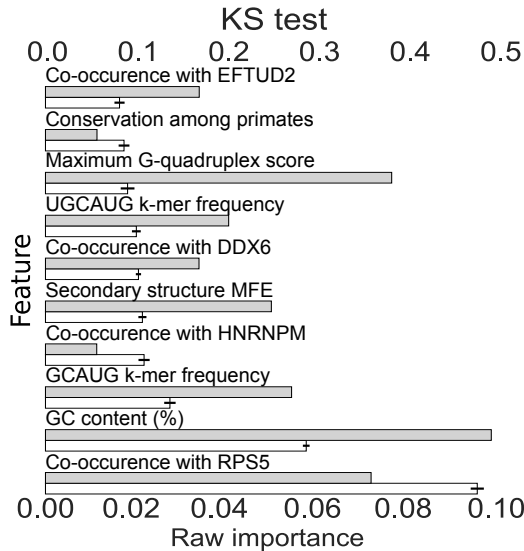 KS test
0.0 0.1 0.2 0.3 0.4 0.5
Co-occurence with EFTUD2
Conservation among primates
Maximum G-quadruplex score
UGCAUG k-mer frequency
Co-occurence with DDX6
Secondary structure MFE
Co-occurence with HNRNPM
GCAUG k-mer frequency
GC content (%)
Co-occurence with RPS5
Feature
0.00 0.02 0.04 0.06 0.08 0.10
Raw importance